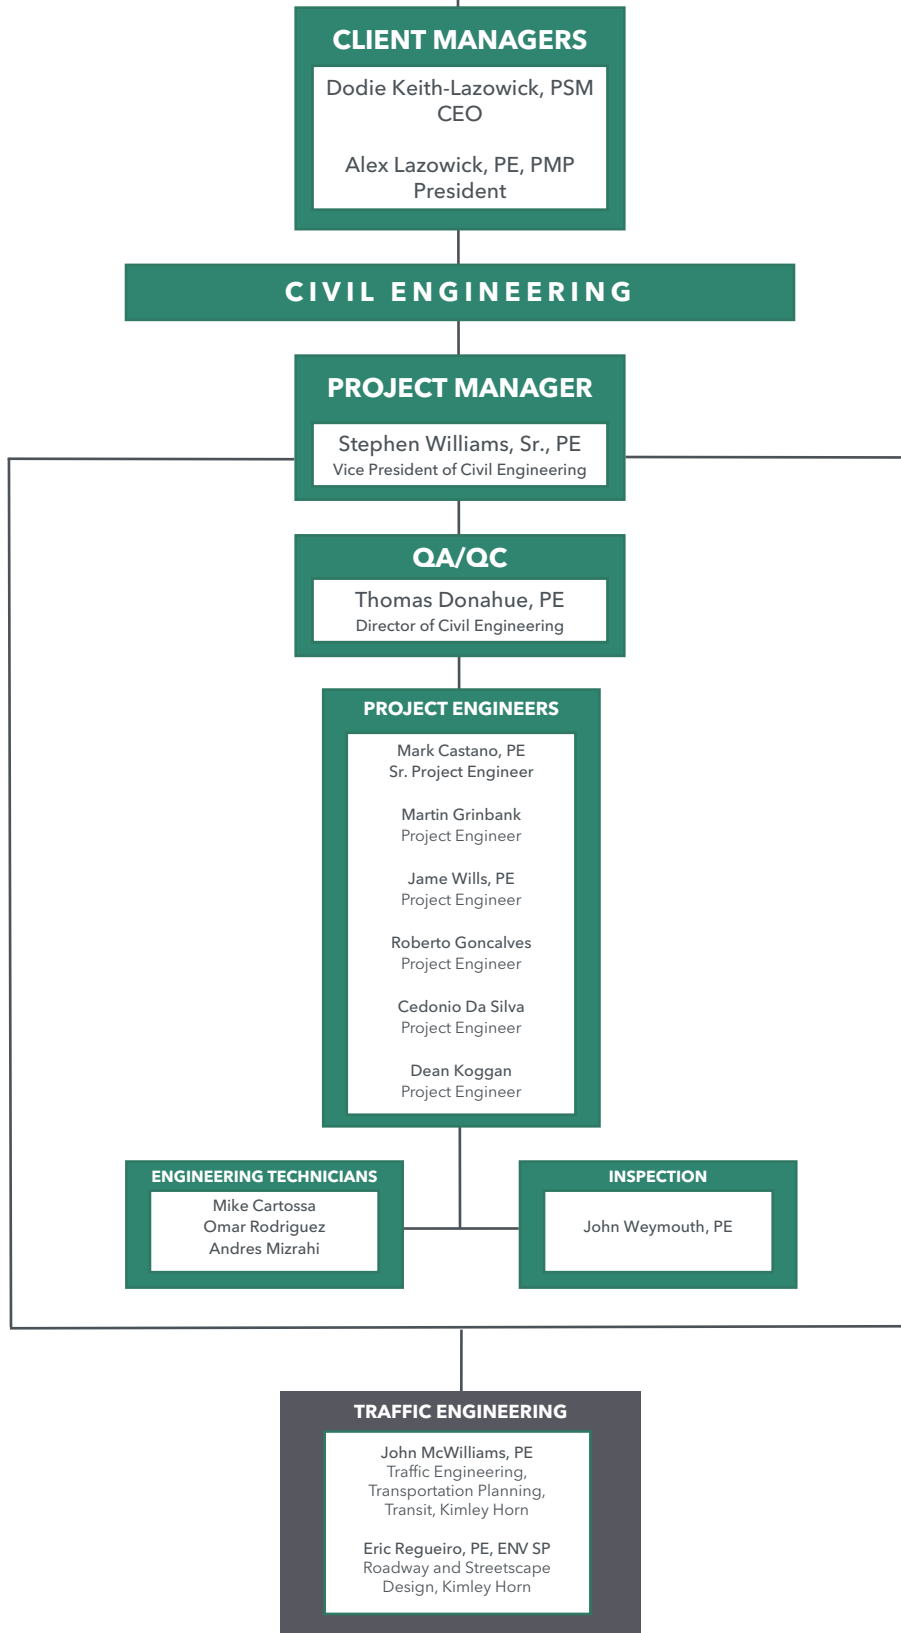 CLIENT MANAGERS
Dodie Keith-Lazowick, PSM
CEO
Alex Lazowick, PE, PMP
President
CIVIL ENGINEERING
PROJECT MANAGER
Stephen Williams, Sr., PE
Vice President of Civil Engineering
QA/QC
Thomas Donahue, PE
Director of Civil Engineering
PROJECT ENGINEERS
Mark Castano, PE
Sr. Project Engineer
Martin Grinbank
Project Engineer
Jame Wills, PE
Project Engineer
Roberto Goncalves
Project Engineer
Cedonio Da Silva
Project Engineer
Dean Koggan
Project Engineer
ENGINEERING TECHNICIANS
Mike Cartossa
Omar Rodriguez
Andres Mizrahi
INSPECTION
John Weymouth, PE
TRAFFIC ENGINEERING
John McWilliams, PE
Traffic Engineering,
Transportation Planning,
Transit, Kimley Horn
Eric Regueiro, PE, ENV SP
Roadway and Streetscape
Design, Kimley Horn